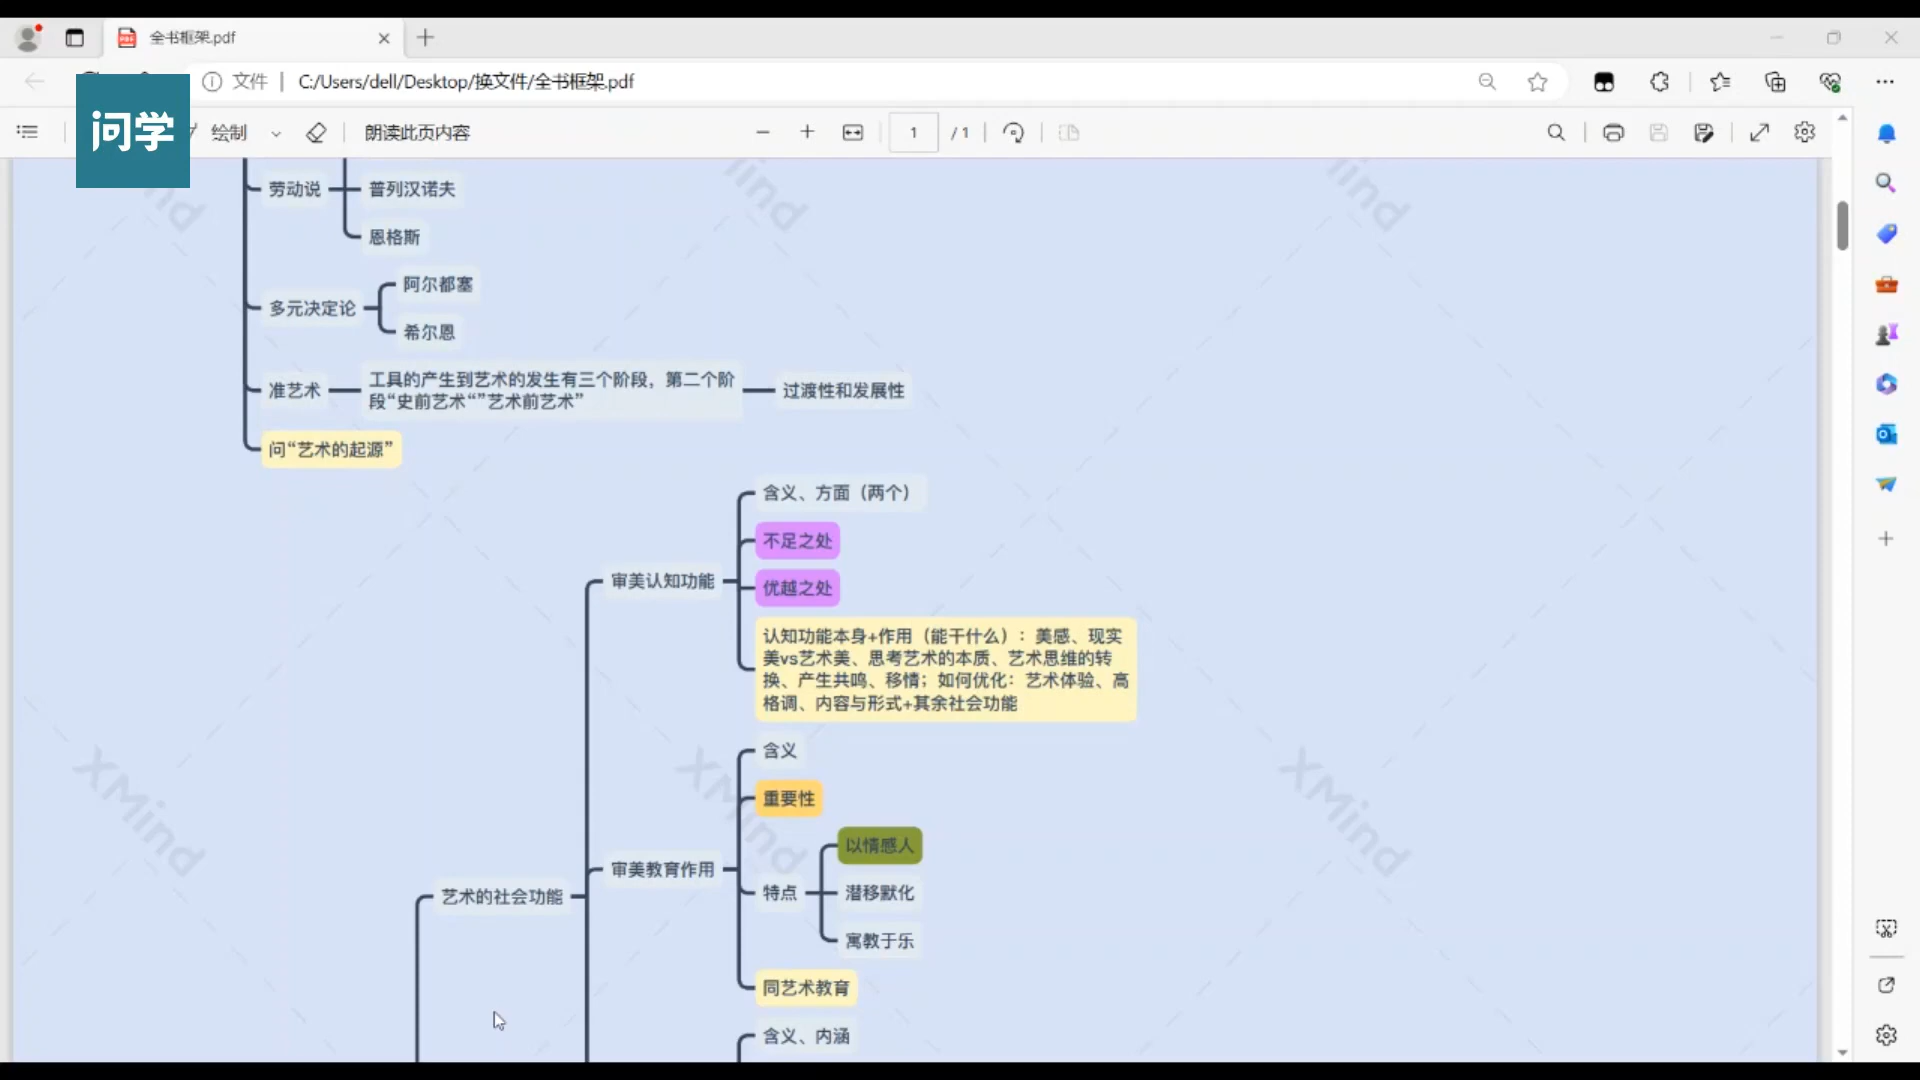 全书框架.pdf
文件
C:/Users/dell/Desktop/换文件/全书框架.pdf
问学
绘制
朗读此页内容
1 / 1
劳动说
普列汉诺夫
恩格斯
多元决定论
阿尔都塞
希尔恩
准艺术
工具的产生到艺术的发生有三个阶段，第二个阶
段“史前艺术“”艺术前艺术”
过渡性和发展性
问“艺术的起源”
含义、方面（两个）
不足之处
审美认知功能
优越之处
认知功能本身+作用（能干什么）：美感、现实
美vs艺术美、思考艺术的本质、艺术思维的转
换、产生共鸣、移情；如何优化：艺术体验、高
格调、内容与形式+其余社会功能
含义
重要性
审美教育作用
以情感人
特点
潜移默化
寓教于乐
艺术的社会功能
同艺术教育
含义、内涵
XMind
XMind
XMind